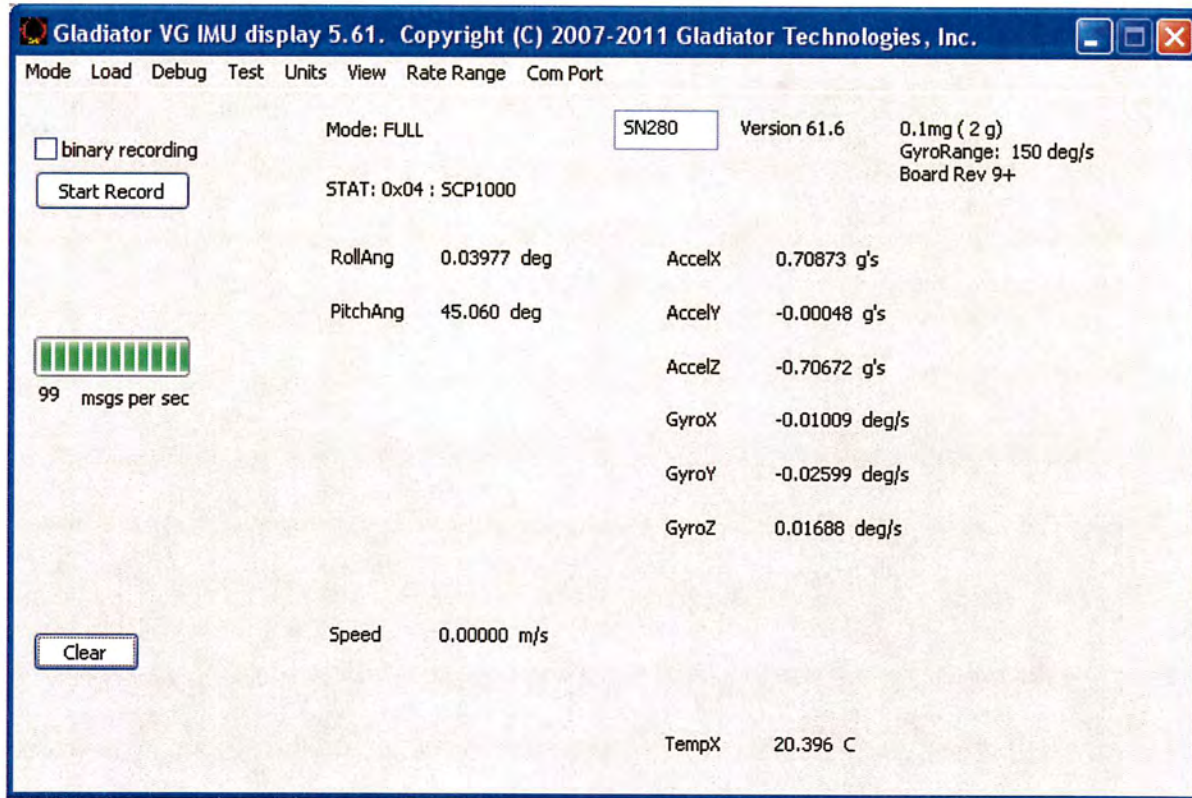 Gladiator VG IMU display 5.61. Copyright (C) 2007-2011 Gladiator Technologies, Inc.
Mode Load Debug Test Units View Rate Range Com Port
binary recording
Start Record
Mode: FULL
SN280
Version 61.6
0.1mg ( 2 g)
GyroRange: 150 deg/s
Board Rev 9+
STAT: 0x04 : SCP1000
RollAng 0.03977 deg
PitchAng 45.060 deg
AccelX 0.70873 g's
AccelY -0.00048 g's
AccelZ -0.70672 g's
GyroX -0.01009 deg/s
GyroY -0.02599 deg/s
GyroZ 0.01688 deg/s
99 msgs per sec
Clear
Speed 0.00000 m/s
TempX 20.396 C